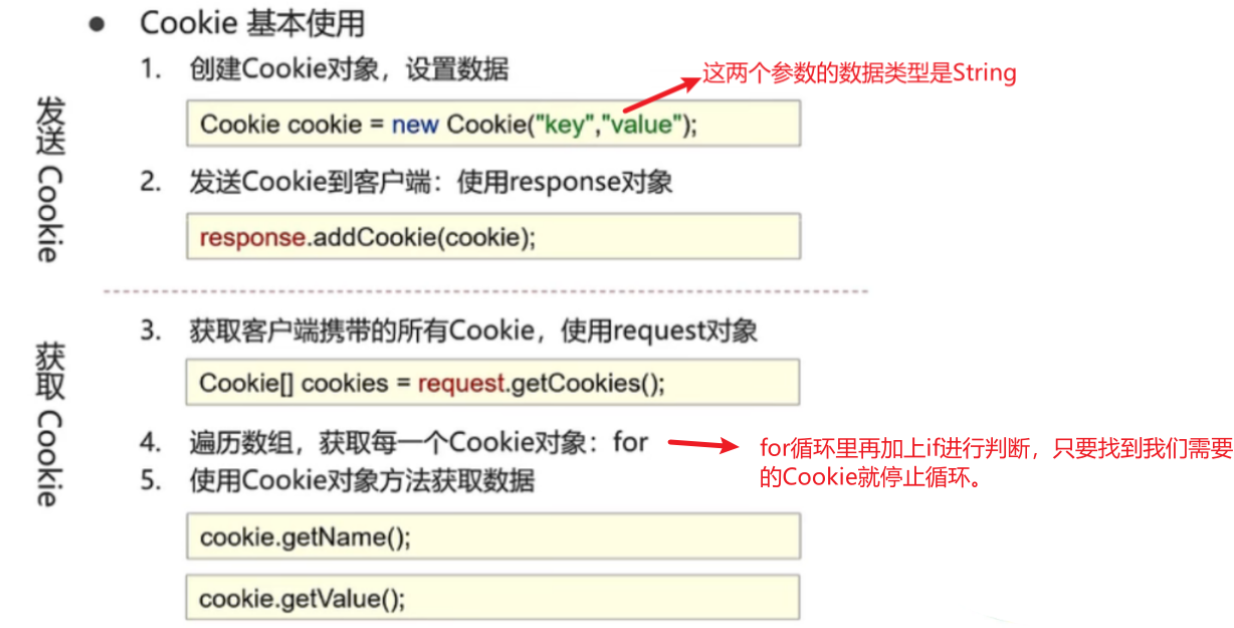 ● Cookie 基本使用
发送 Cookie
1. 创建Cookie对象，设置数据
这两个参数的数据类型是String
Cookie cookie = new Cookie("key","value");
2. 发送Cookie到客户端：使用response对象
response.addCookie(cookie);
获取 Cookie
3. 获取客户端携带的所有Cookie，使用request对象
Cookie[] cookies = request.getCookies();
4. 遍历数组，获取每一个Cookie对象：for
for循环里再加上if进行判断，只要找到我们需要
的Cookie就停止循环。
5. 使用Cookie对象方法获取数据
cookie.getName();
cookie.getValue();